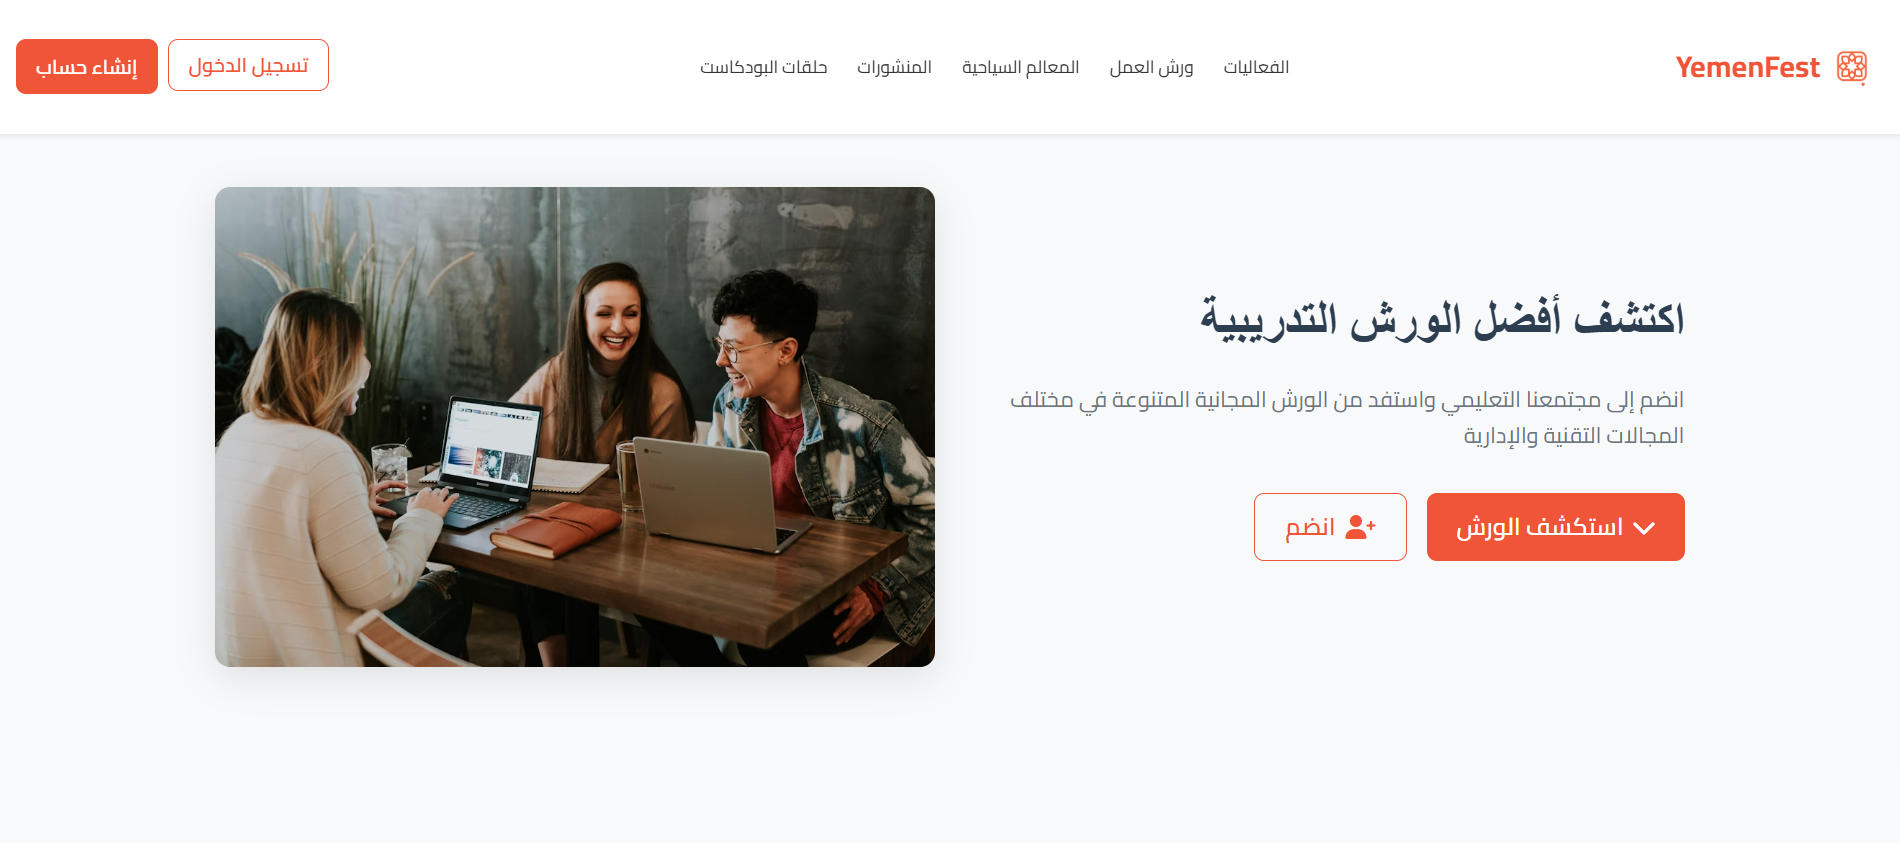 YemenFest
الفعاليات
ورش العمل
المعالم السياحية
المنشورات
حلقات البودكاست
تسجيل الدخول
إنشاء حساب
اكتشف أفضل الورش التدريبية
انضم إلى مجتمعنا التعليمي واستفد من الورش المجانية المتنوعة في مختلف
المجالات التقنية والإدارية
استكشف الورش
انضم